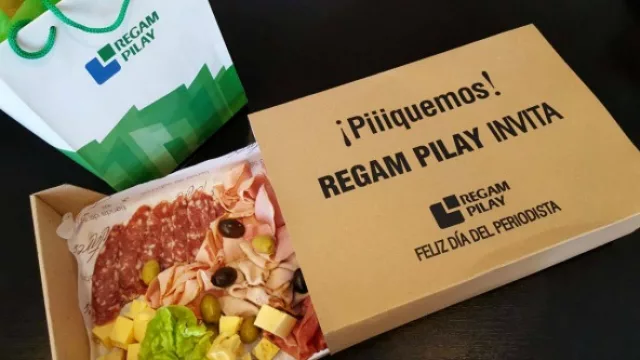 REGAM
PILAY
¡Piiiquemos!
REGAM PILAY INVITA
REGAM
PILAY
FELIZ DÍA DEL PERIODISTA